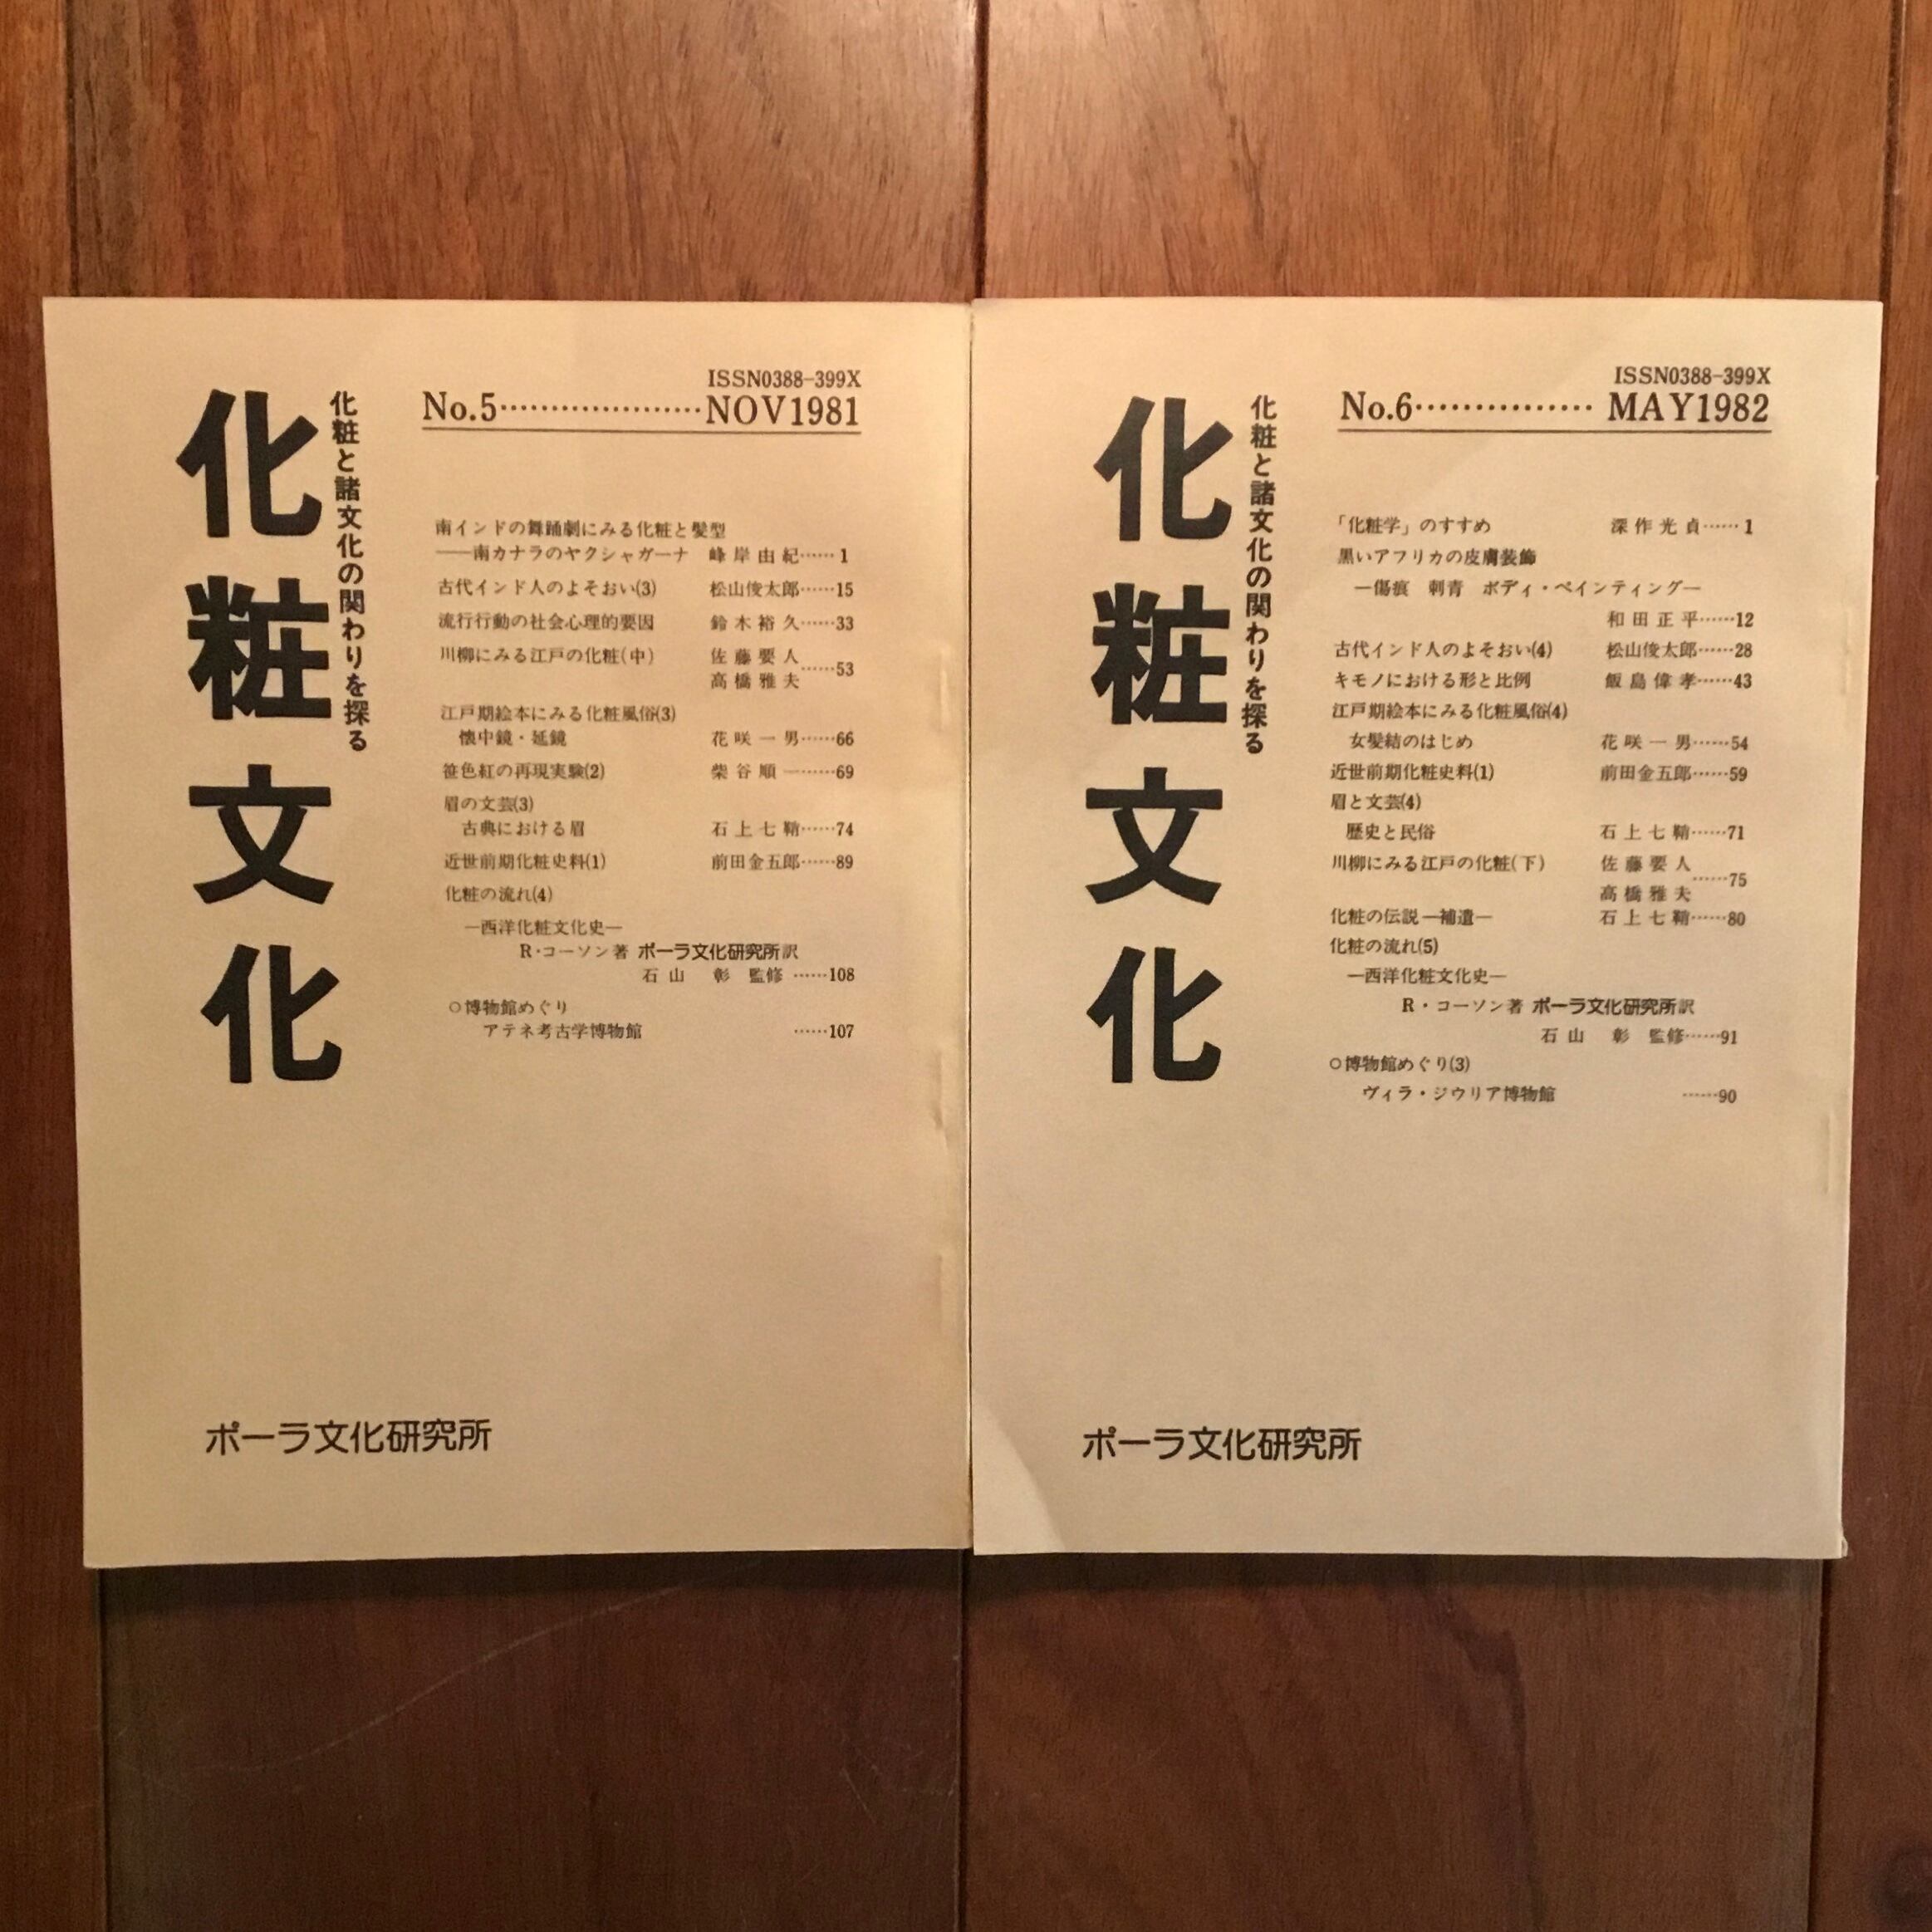 化粧文化
化粧と諸文化の関わりを探る
ISSN0388-399X
No.5····················NOV1981
南インドの舞踊劇にみる化粧と髪型
――南カナラのヤクシャガーナ 峰岸由紀……1
古代インド人のよそおい(3) 松山俊太郎……15
流行行動の社会心理的要因 鈴木裕久……33
川柳にみる江戸の化粧(中) 佐藤要人
高橋雅夫 ……53
江戸期絵本にみる化粧風俗(3)
懐中鏡・延鏡 花咲一男……66
笹色紅の再現実験(2) 柴谷順一……69
眉の文芸(3)
古典における眉 石上七鞘……74
近世前期化粧史料(1) 前田金五郎……89
化粧の流れ(4)
―西洋化粧文化史―
R・コーソン著 ポーラ文化研究所訳
石山 彰 監修 ……108
○博物館めぐり
アテネ考古学博物館 ……107
ポーラ文化研究所
化粧文化
化粧と諸文化の関わりを探る
ISSN0388-399X
No.6··············· MAY1982
「化粧学」のすすめ 深作光貞……1
黒いアフリカの皮膚装飾
―傷痕 刺青 ボディ・ペインティング―
和田正平……12
古代インド人のよそおい(4) 松山俊太郎……28
キモノにおける形と比例 飯島偉孝……43
江戸期絵本にみる化粧風俗(4)
女髪結のはじめ 花咲一男……54
近世前期化粧史料(1) 前田金五郎……59
眉と文芸(4)
歴史と民俗 石上七鞘……71
川柳にみる江戸の化粧(下) 佐藤要人
高橋雅夫 ……75
化粧の伝説―補遺― 石上七鞘……80
化粧の流れ(5)
―西洋化粧文化史―
R・コーソン著 ポーラ文化研究所訳
石山 彰 監修……91
○博物館めぐり(3)
ヴィラ・ジウリア博物館 ……90
ポーラ文化研究所